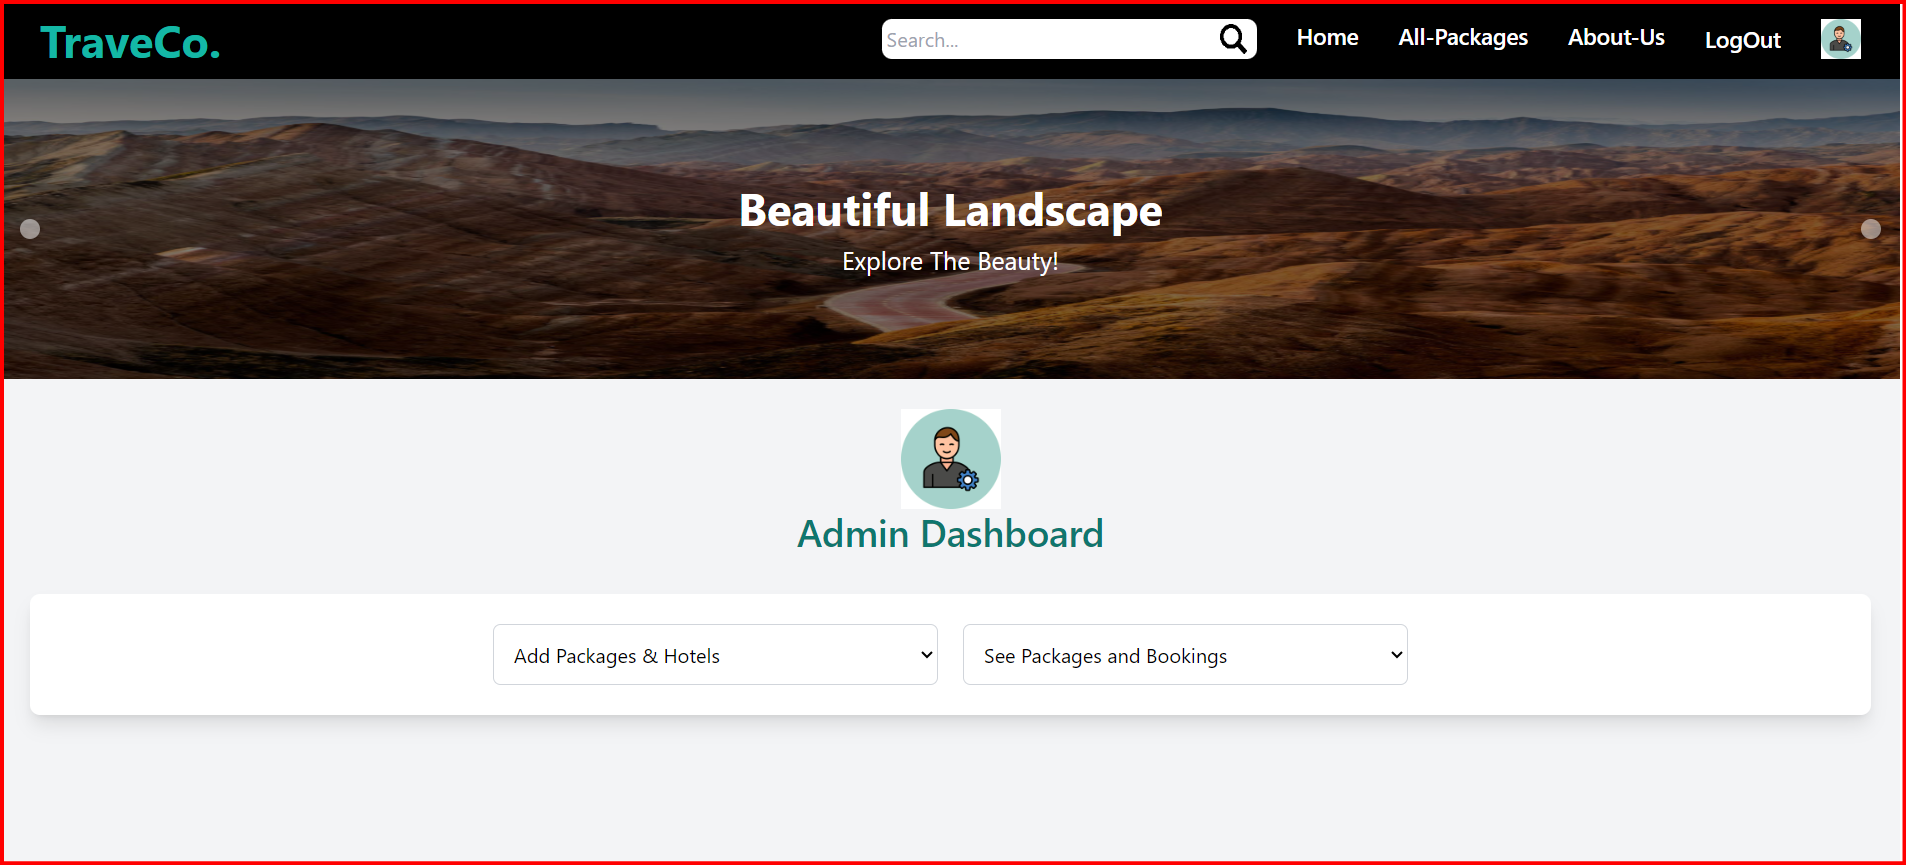 TraveCo.
Search...
Home
All-Packages
About-Us
LogOut
Beautiful Landscape
Explore The Beauty!
Admin Dashboard
Add Packages & Hotels
See Packages and Bookings